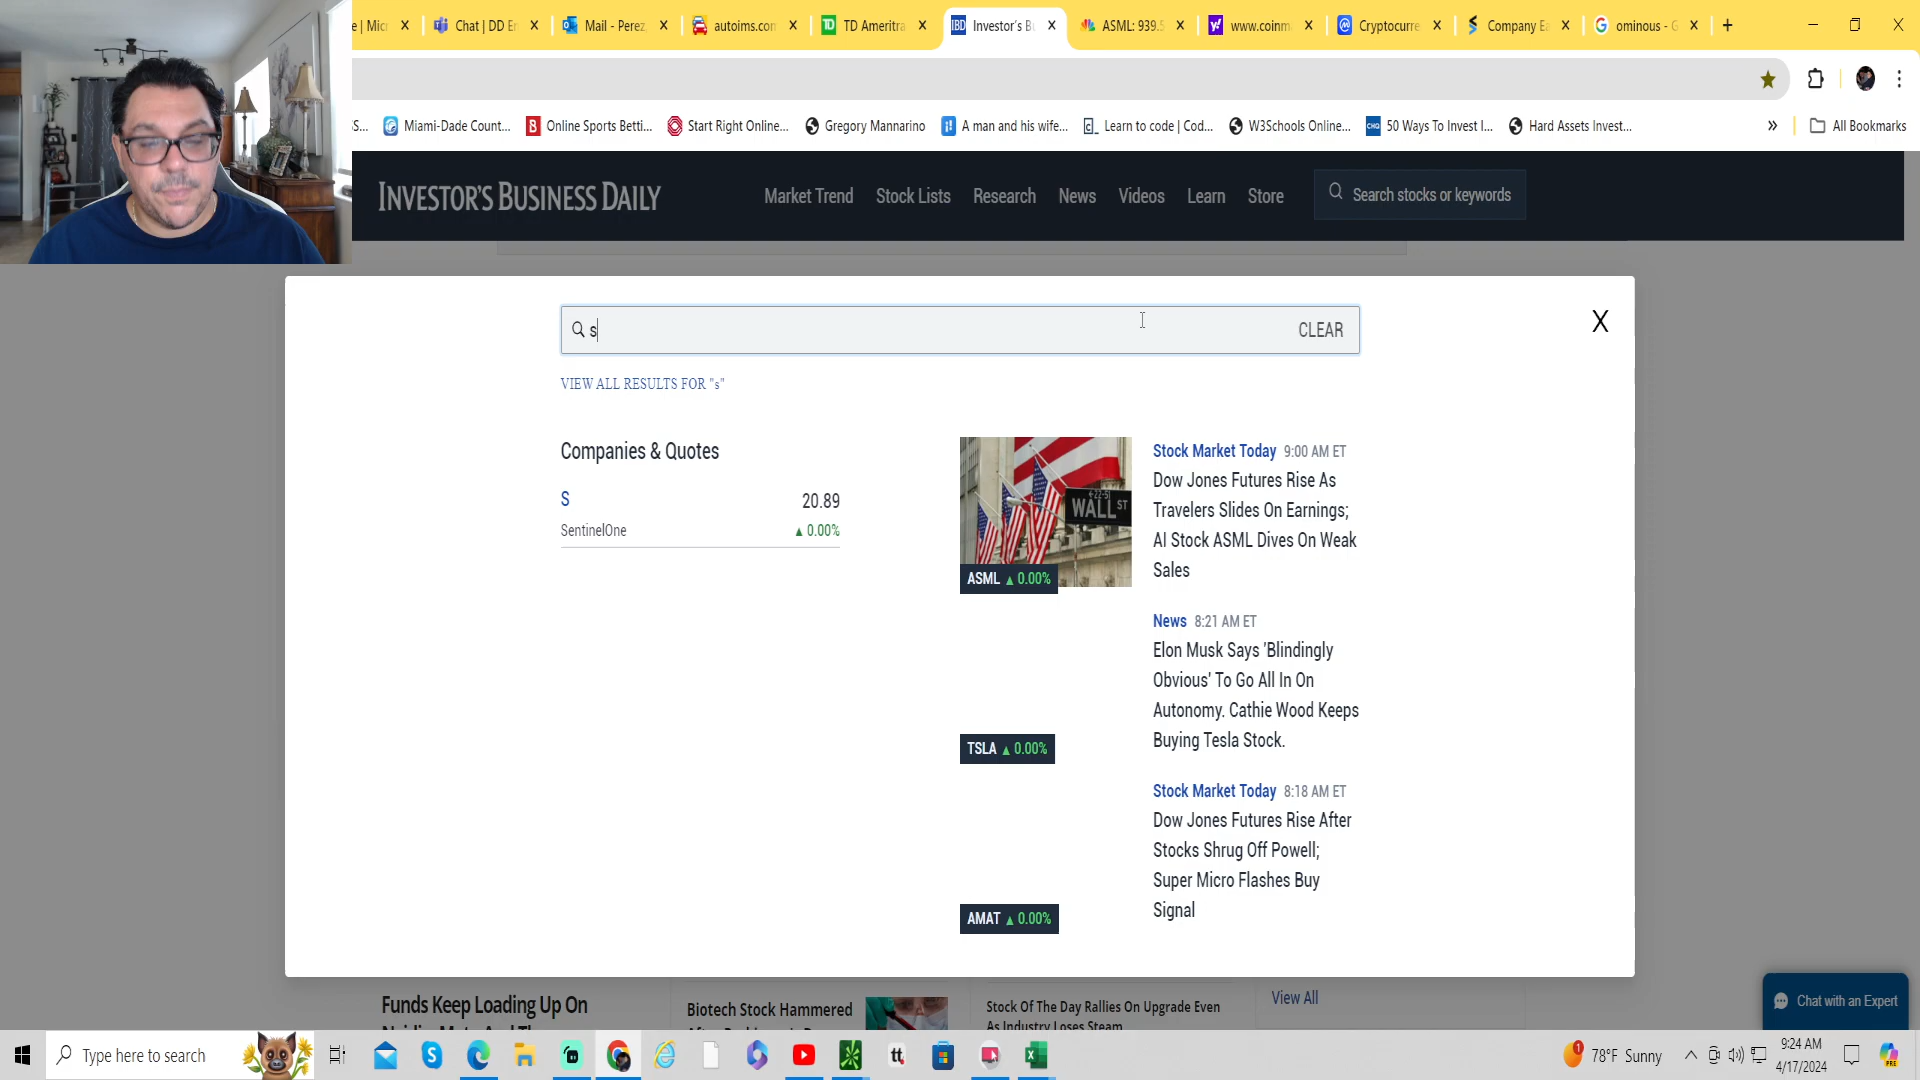 e | Micr
Chat | DD En
Mail - Perez,
autoims.com
TD Ameritra
Investor's Bu
ASML: 939.5
www.coinm
Cryptocurre
Company Ea
ominous - G
S...
Miami-Dade Count...
Online Sports Betti...
Start Right Online...
Gregory Mannarino
A man and his wife...
Learn to code | Cod...
W3Schools Online...
50 Ways To Invest I...
Hard Assets Invest...
»
All Bookmarks
INVESTOR'S BUSINESS DAILY
Market Trend
Stock Lists
Research
News
Videos
Learn
Store
Search stocks or keywords
s
CLEAR
X
VIEW ALL RESULTS FOR "s"
Companies & Quotes
S 20.89
SentinelOne ▲ 0.00%
WALL ST
ASML ▲ 0.00%
Stock Market Today 9:00 AM ET
Dow Jones Futures Rise As
Travelers Slides On Earnings;
AI Stock ASML Dives On Weak
Sales
TSLA ▲ 0.00%
News 8:21 AM ET
Elon Musk Says 'Blindingly
Obvious' To Go All In On
Autonomy. Cathie Wood Keeps
Buying Tesla Stock.
AMAT ▲ 0.00%
Stock Market Today 8:18 AM ET
Dow Jones Futures Rise After
Stocks Shrug Off Powell;
Super Micro Flashes Buy
Signal
Funds Keep Loading Up On
Biotech Stock Hammered
Stock Of The Day Rallies On Upgrade Even
As Industry Loses Steam
View All
Chat with an Expert
Type here to search
tt
1
78°F Sunny
9:24 AM
4/17/2024
PRE